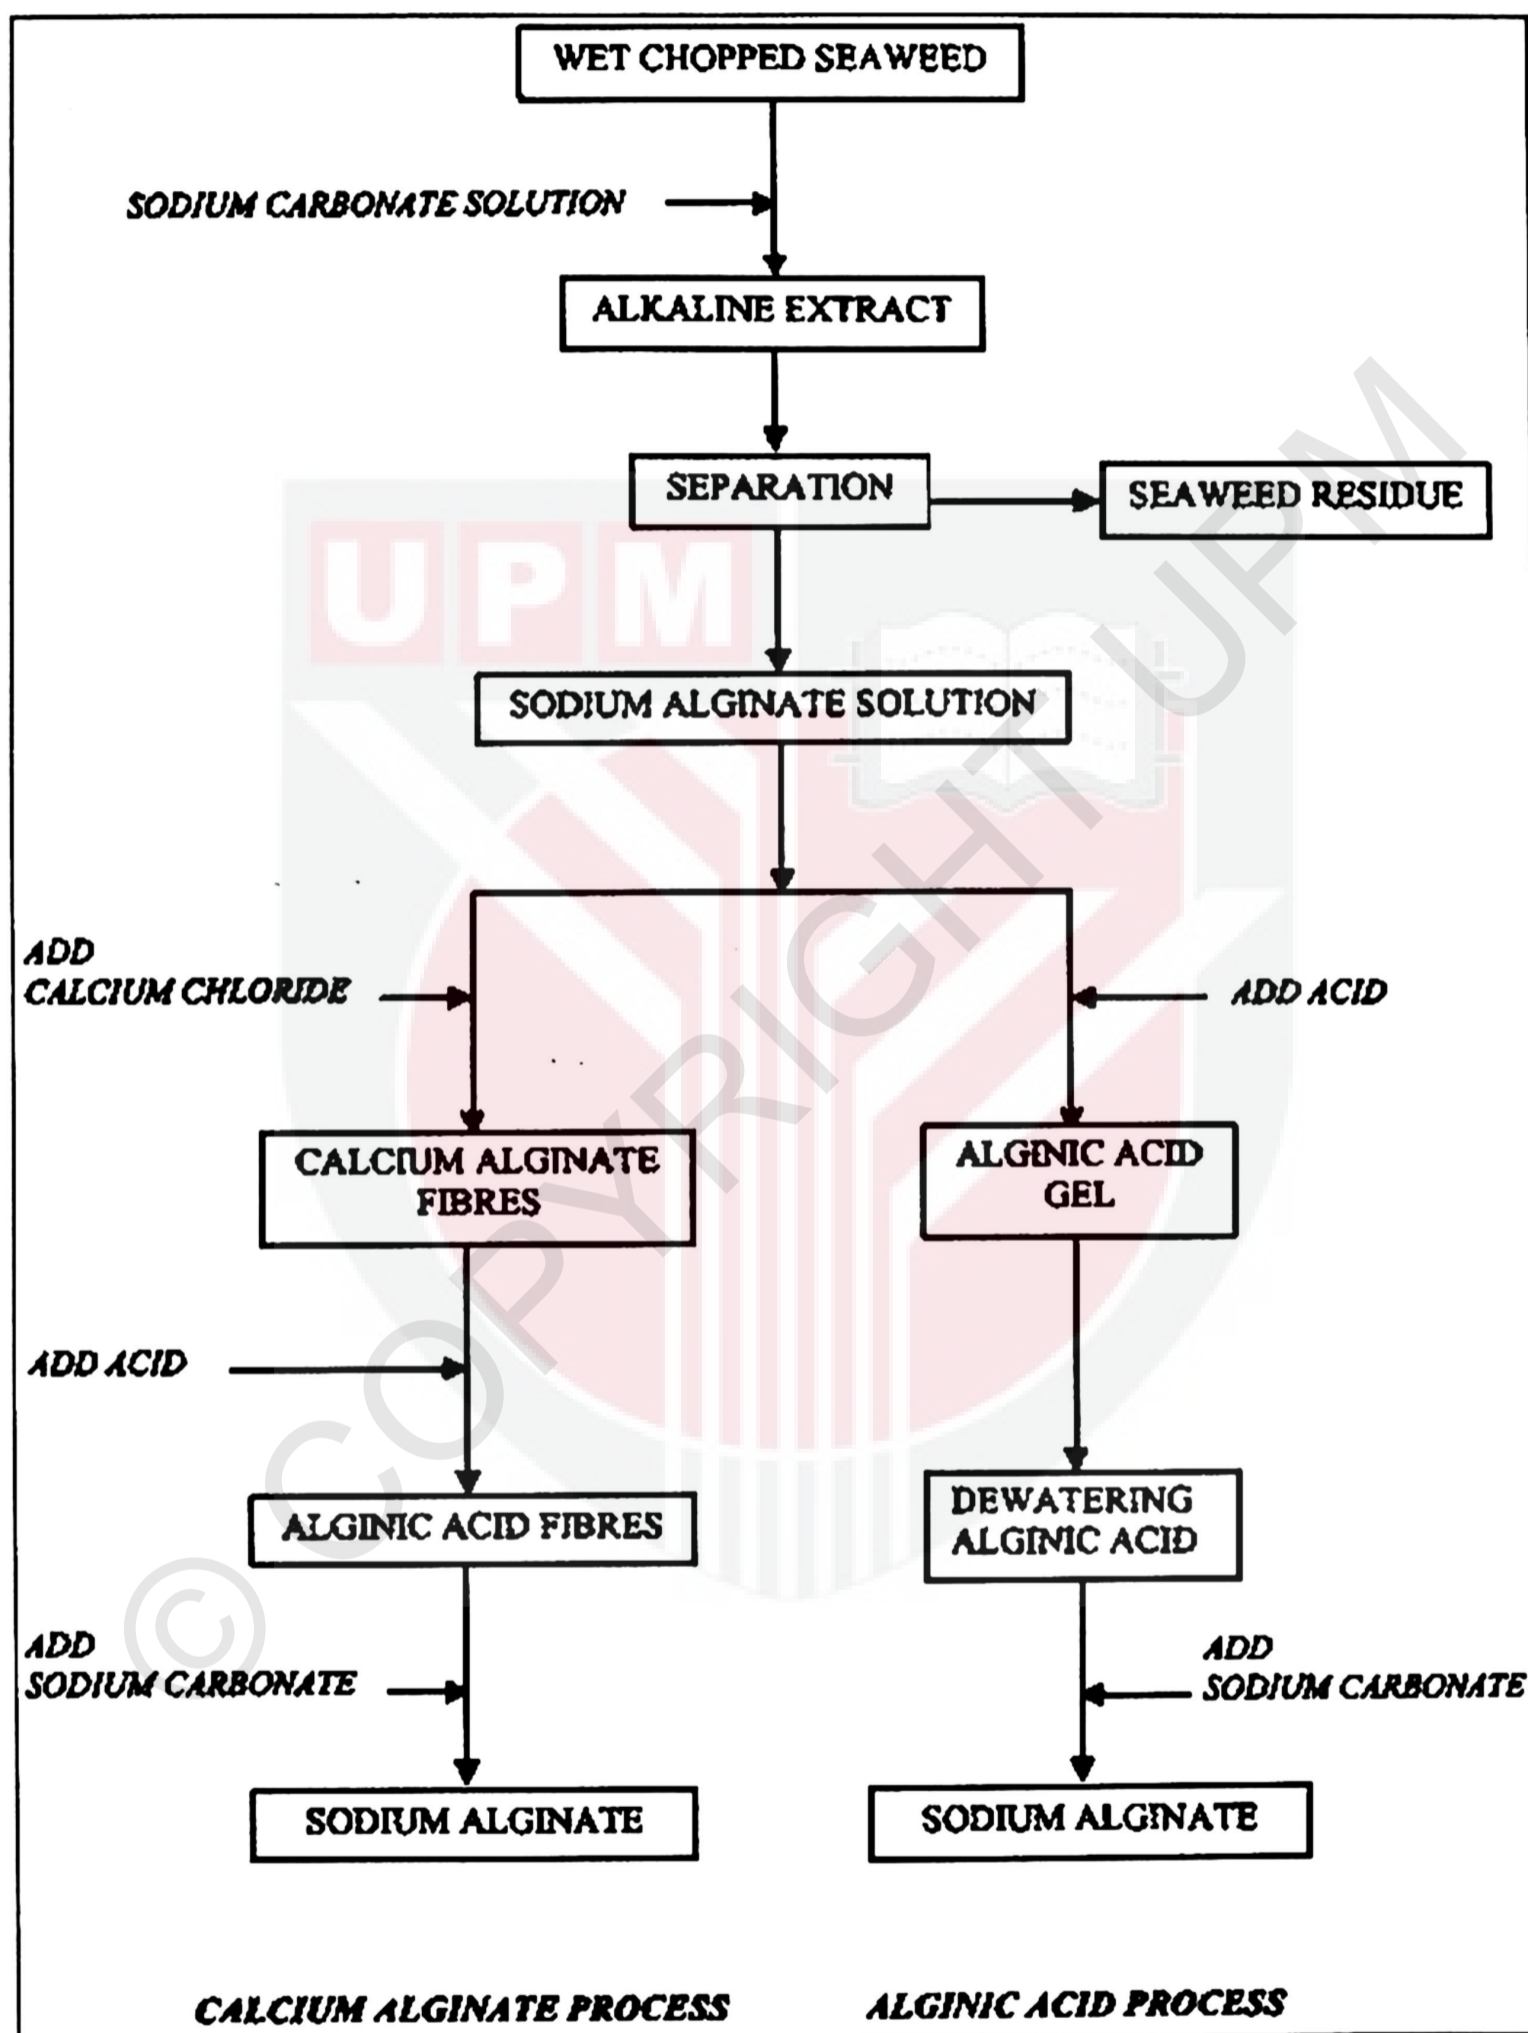 WET CHOPPED SEAWEED
SODIUM CARBONATE SOLUTION
ALKALINE EXTRACT
SEPARATION
SEAWEED RESIDUE
UPM
SODIUM ALGINATE SOLUTION
ADD
CALCIUM CHLORIDE
ADD ACID
CALCIUM ALGINATE
FIBRES
ALGINIC ACID
GEL
ADD ACID
ALGINIC ACID FIBRES
DEWATERING
ALGINIC ACID
ADD
SODIUM CARBONATE
ADD
SODIUM CARBONATE
SODIUM ALGINATE
SODIUM ALGINATE
CALCIUM ALGINATE PROCESS
ALGINIC ACID PROCESS
© COPYRIGHT UPM